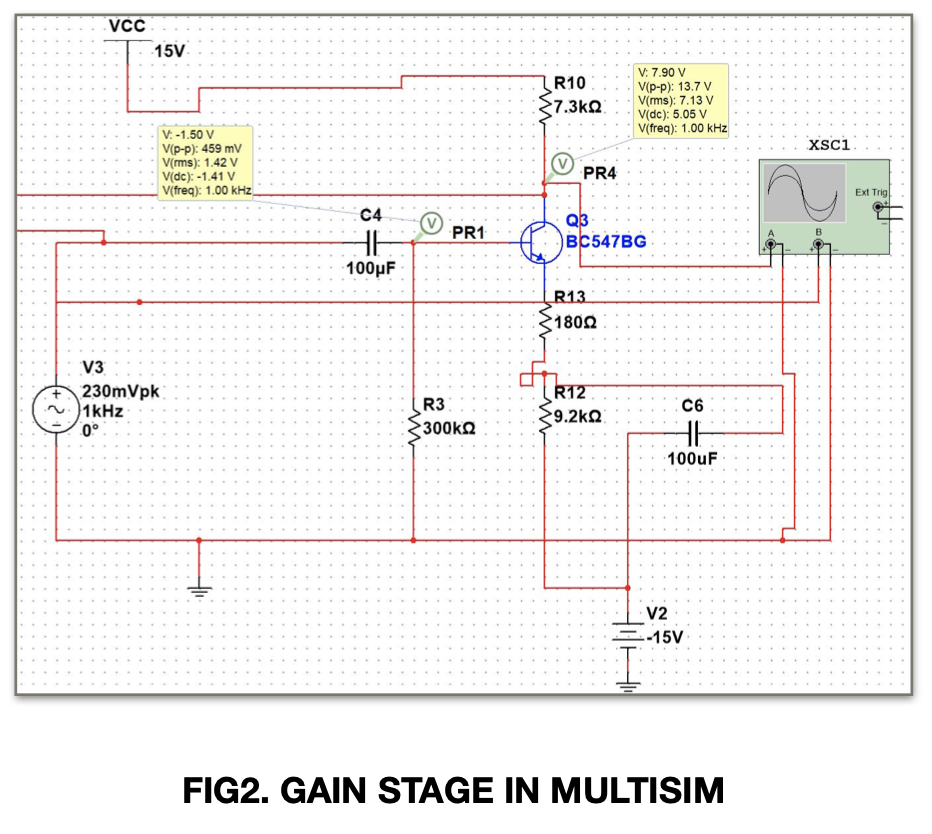 VCC
15V
R10
7.3kΩ
V: 7.90 V
V(p-p): 13.7 V
V(rms): 7.13 V
V(dc): 5.05 V
V(freq): 1.00 kHz
V: -1.50 V
V(p-p): 459 mV
V(rms): 1.42 V
V(dc): -1.41 V
V(freq): 1.00 kHz
XSC1
Ext Trig
+
_
A
B
+
_
+
_
V
PR4
C4
100µF
V
PR1
Q3
BC547BG
R13
180Ω
V3
230mVpk
1kHz
0°
R3
300kΩ
R12
9.2kΩ
C6
100uF
V2
-15V
FIG2. GAIN STAGE IN MULTISIM